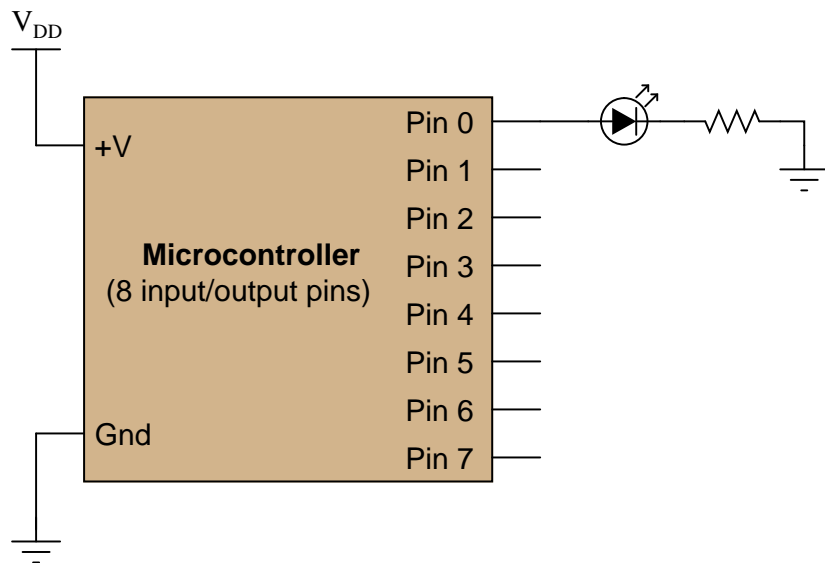 VDD
+V
Microcontroller
(8 input/output pins)
Gnd
Pin 0
Pin 1
Pin 2
Pin 3
Pin 4
Pin 5
Pin 6
Pin 7